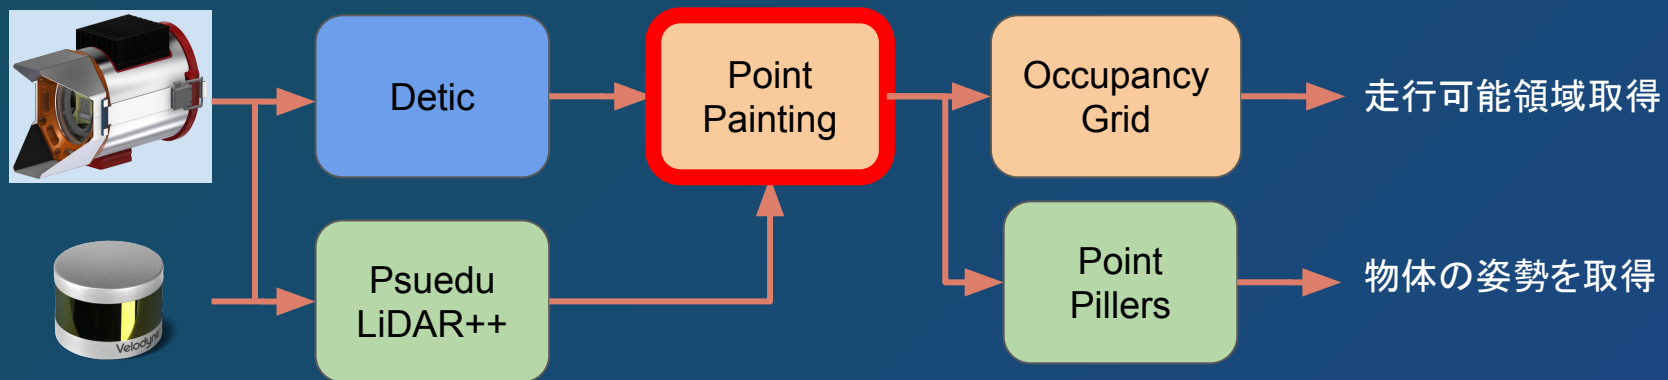 Detic
Point
Painting
Occupancy
Grid
走行可能領域取得
Psuedu
LiDAR++
Point
Pillers
物体の姿勢を取得
Velodyne